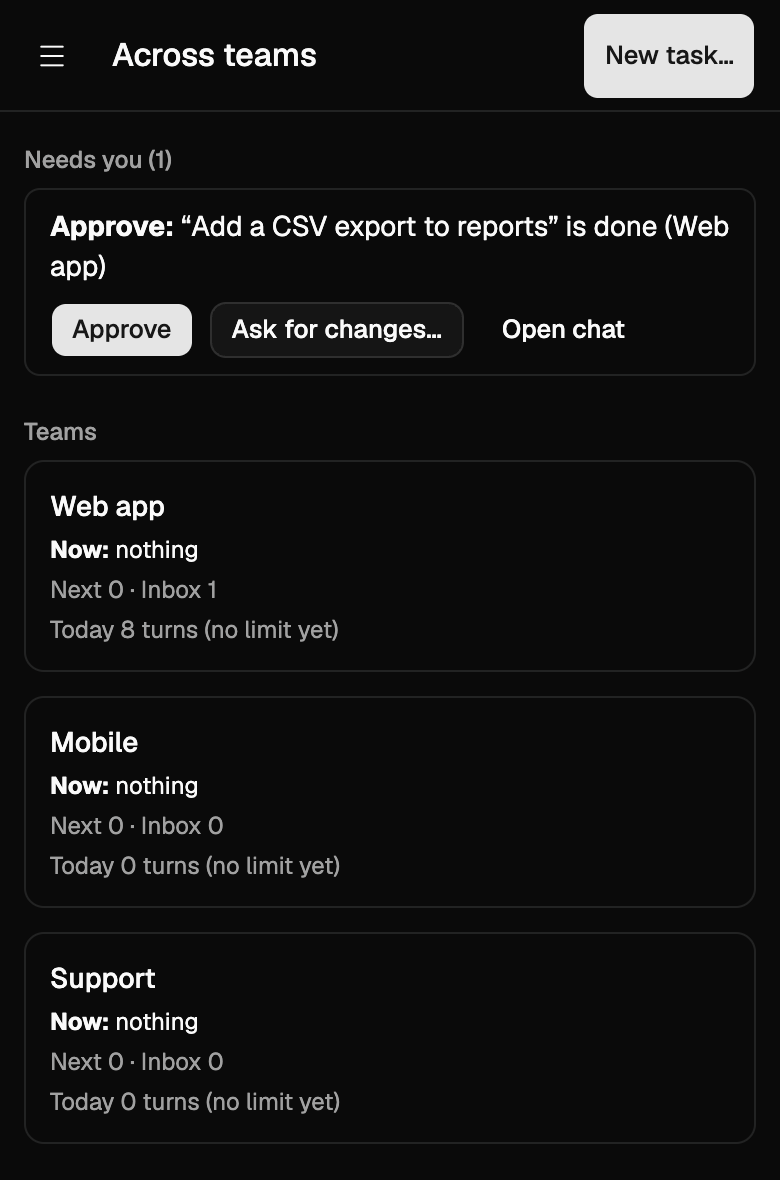 Across teams
New task…
Needs you (1)
Approve: “Add a CSV export to reports” is done (Web
app)
Approve
Ask for changes…
Open chat
Teams
Web app
Now: nothing
Next 0 · Inbox 1
Today 8 turns (no limit yet)
Mobile
Now: nothing
Next 0 · Inbox 0
Today 0 turns (no limit yet)
Support
Now: nothing
Next 0 · Inbox 0
Today 0 turns (no limit yet)